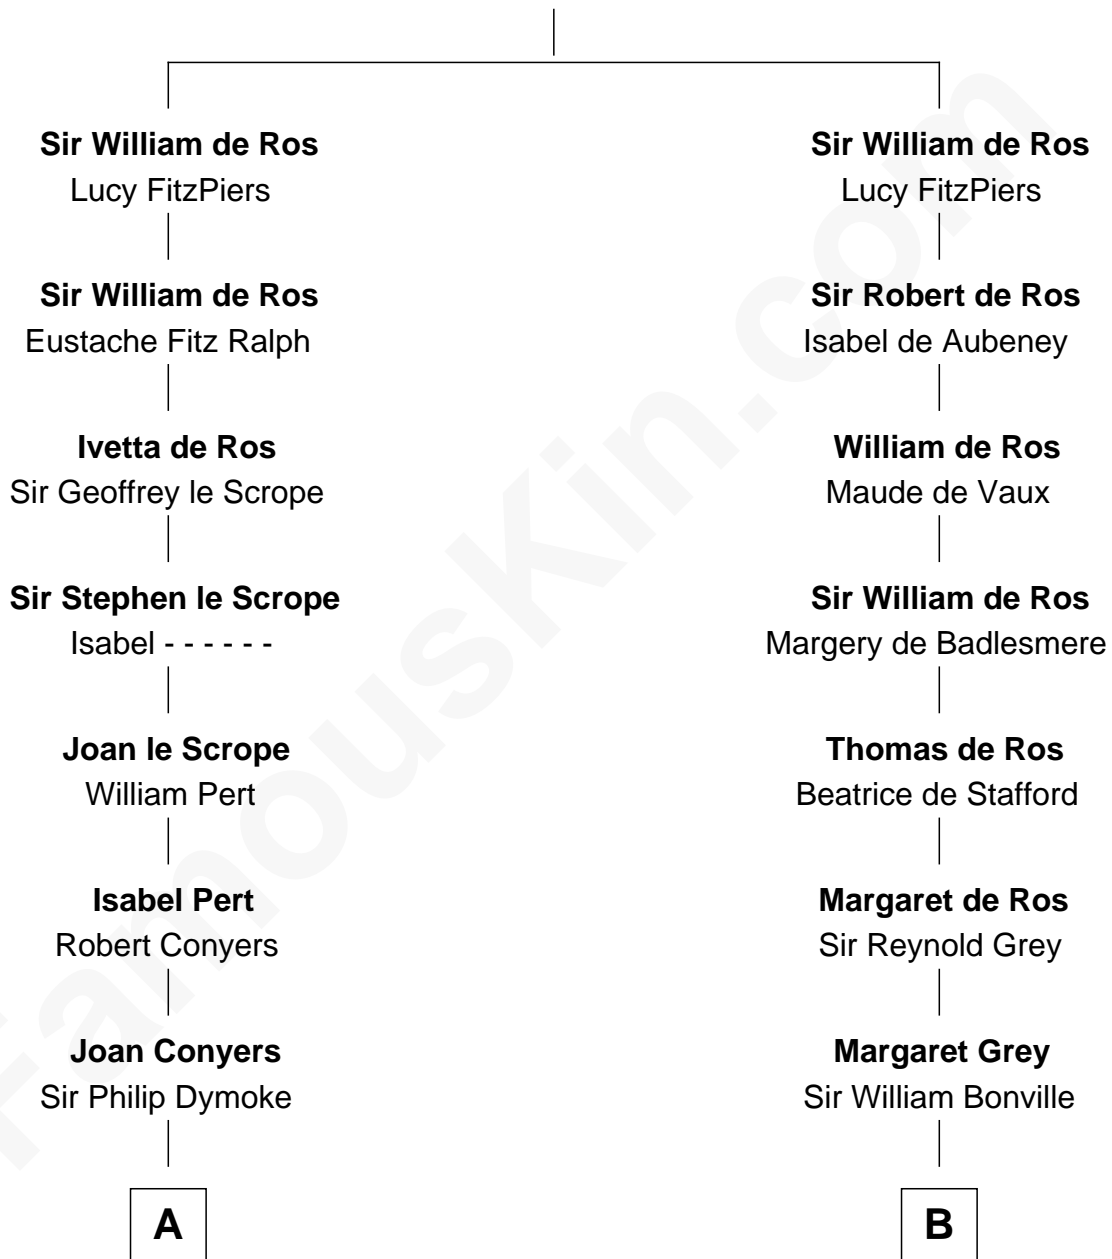 Sir William de Ros
Lucy FitzPiers
Sir William de Ros
Eustache Fitz Ralph
Ivetta de Ros
Sir Geoffrey le Scrope
Sir Stephen le Scrope
Isabel - - - - - -
Joan le Scrope
William Pert
Isabel Pert
Robert Conyers
Joan Conyers
Sir Philip Dymoke
A
Sir William de Ros
Lucy FitzPiers
Sir Robert de Ros
Isabel de Aubeney
William de Ros
Maude de Vaux
Sir William de Ros
Margery de Badlesmere
Thomas de Ros
Beatrice de Stafford
Margaret de Ros
Sir Reynold Grey
Margaret Grey
Sir William Bonville
B
FamousKin.com